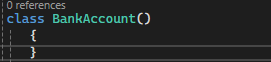 0 references
class BankAccount()
{
}